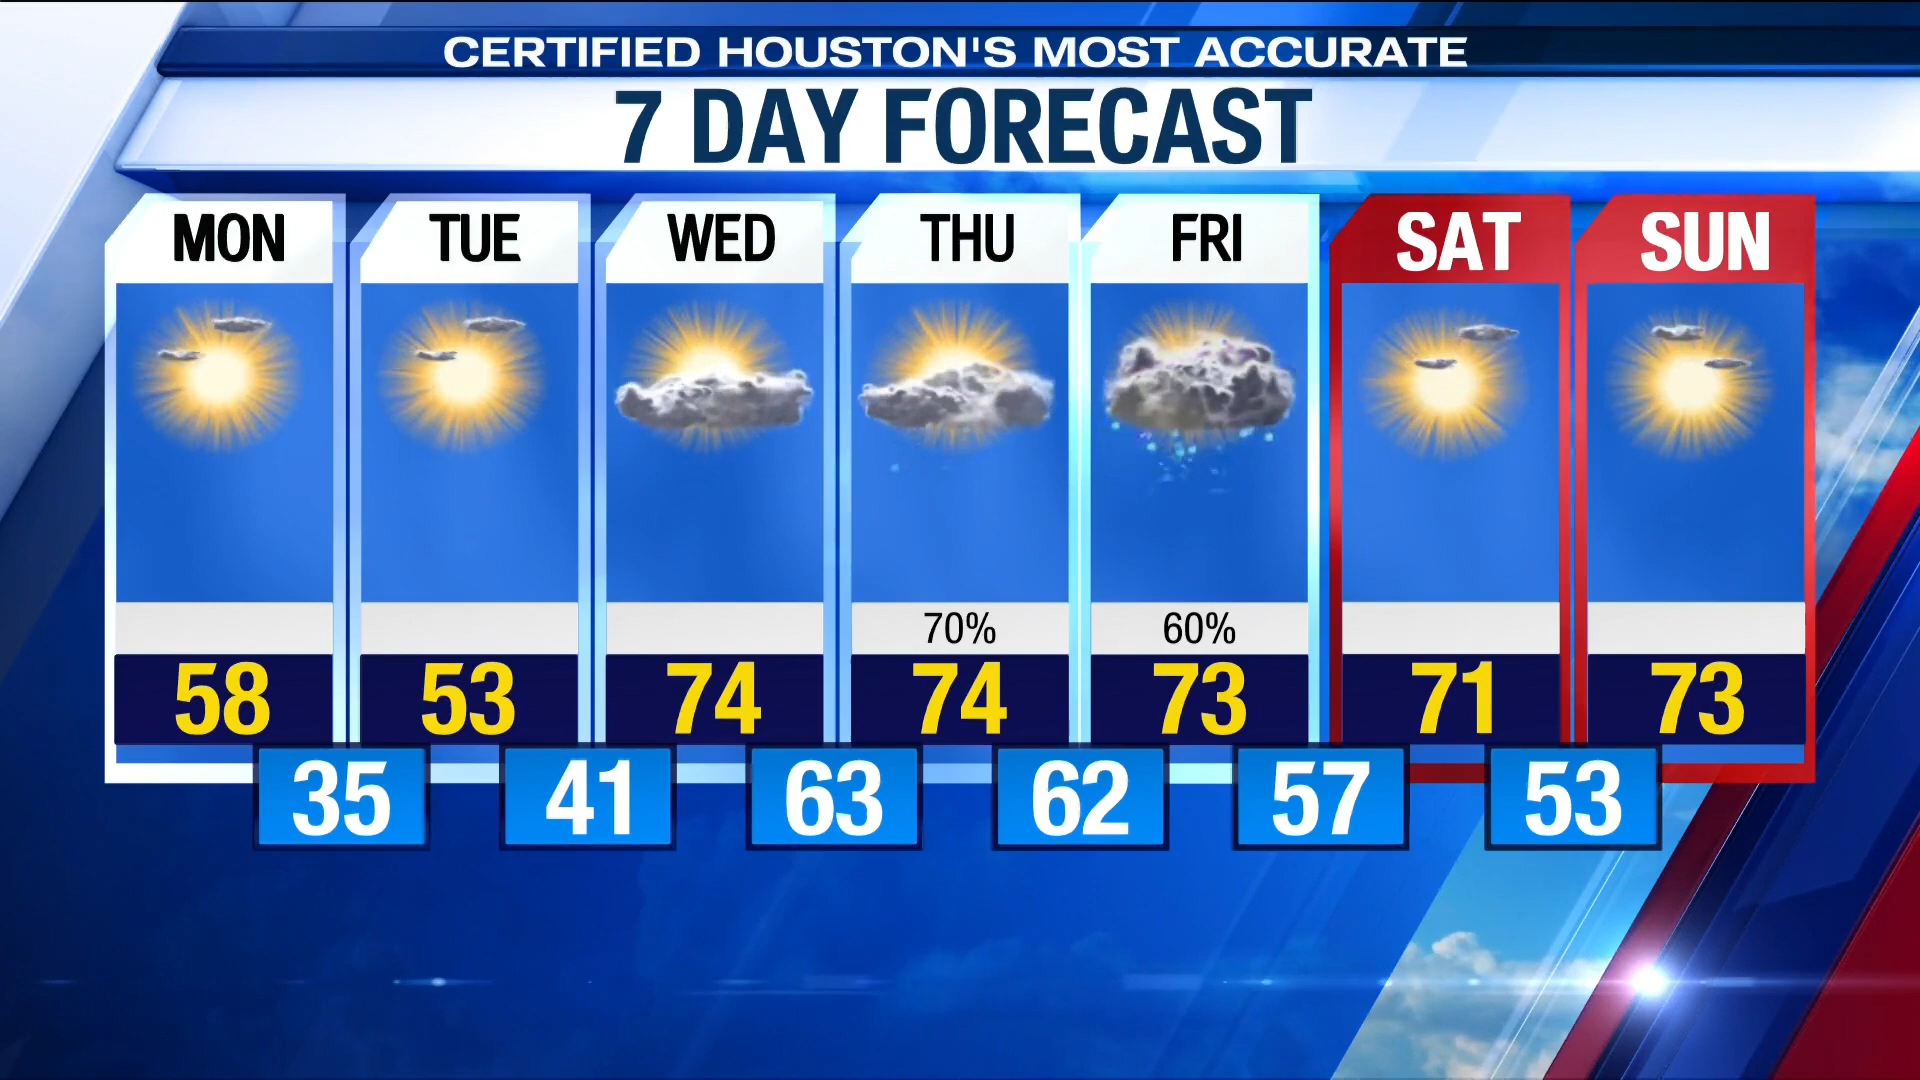 CERTIFIED HOUSTON'S MOST ACCURATE
7 DAY FORECAST
MON TUE WED THU FRI SAT SUN
70% 60%
58 53 74 74 73 71 73
35 41 63 62 57 53